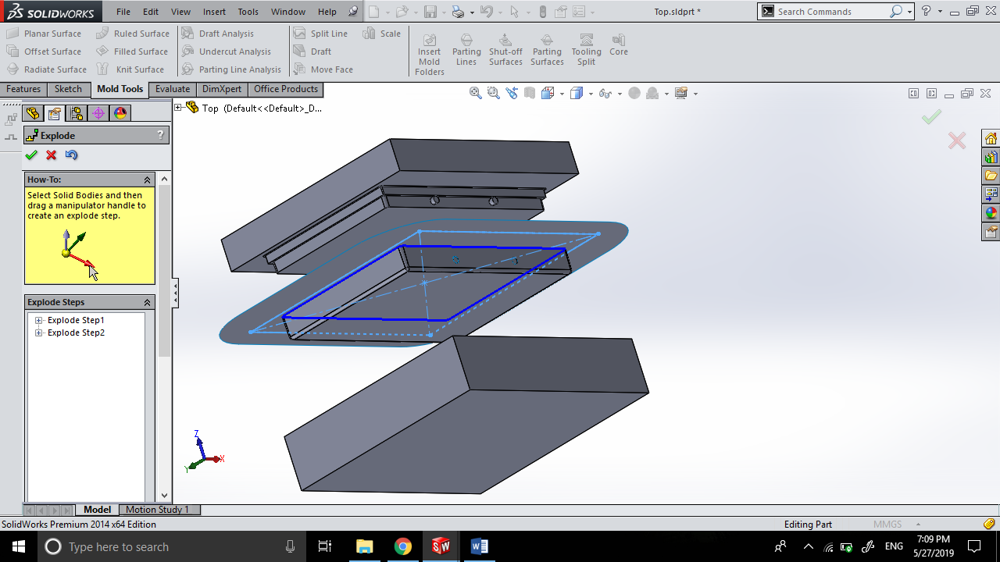 SOLIDWORKS File Edit View Insert Tools Window Help Top.sldprt * Search Commands ?
Planar Surface Ruled Surface Draft Analysis Split Line Scale
Offset Surface Filled Surface Undercut Analysis Draft
Radiate Surface Knit Surface Parting Line Analysis Move Face
Insert Mold Folders
Parting Lines
Shut-off Surfaces
Parting Surfaces
Tooling Split
Core
Features Sketch Mold Tools Evaluate DimXpert Office Products
Top (Default<<Default>_D...
Explode ?
How-To:
Select Solid Bodies and then
drag a manipulator handle to
create an explode step.
Explode Steps
Explode Step1
Explode Step2
Z
X
Y
Model Motion Study 1
SolidWorks Premium 2014 x64 Edition Editing Part MMGS
Type here to search
SW
W
ENG
7:09 PM
5/27/2019